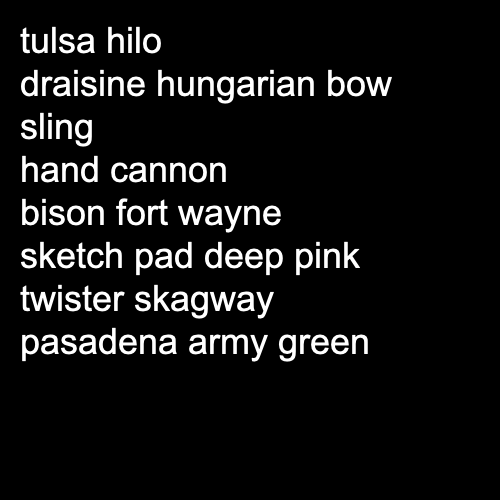 tulsa hilo
draisine hungarian bow
sling
hand cannon
bison fort wayne
sketch pad deep pink
twister skagway
pasadena army green